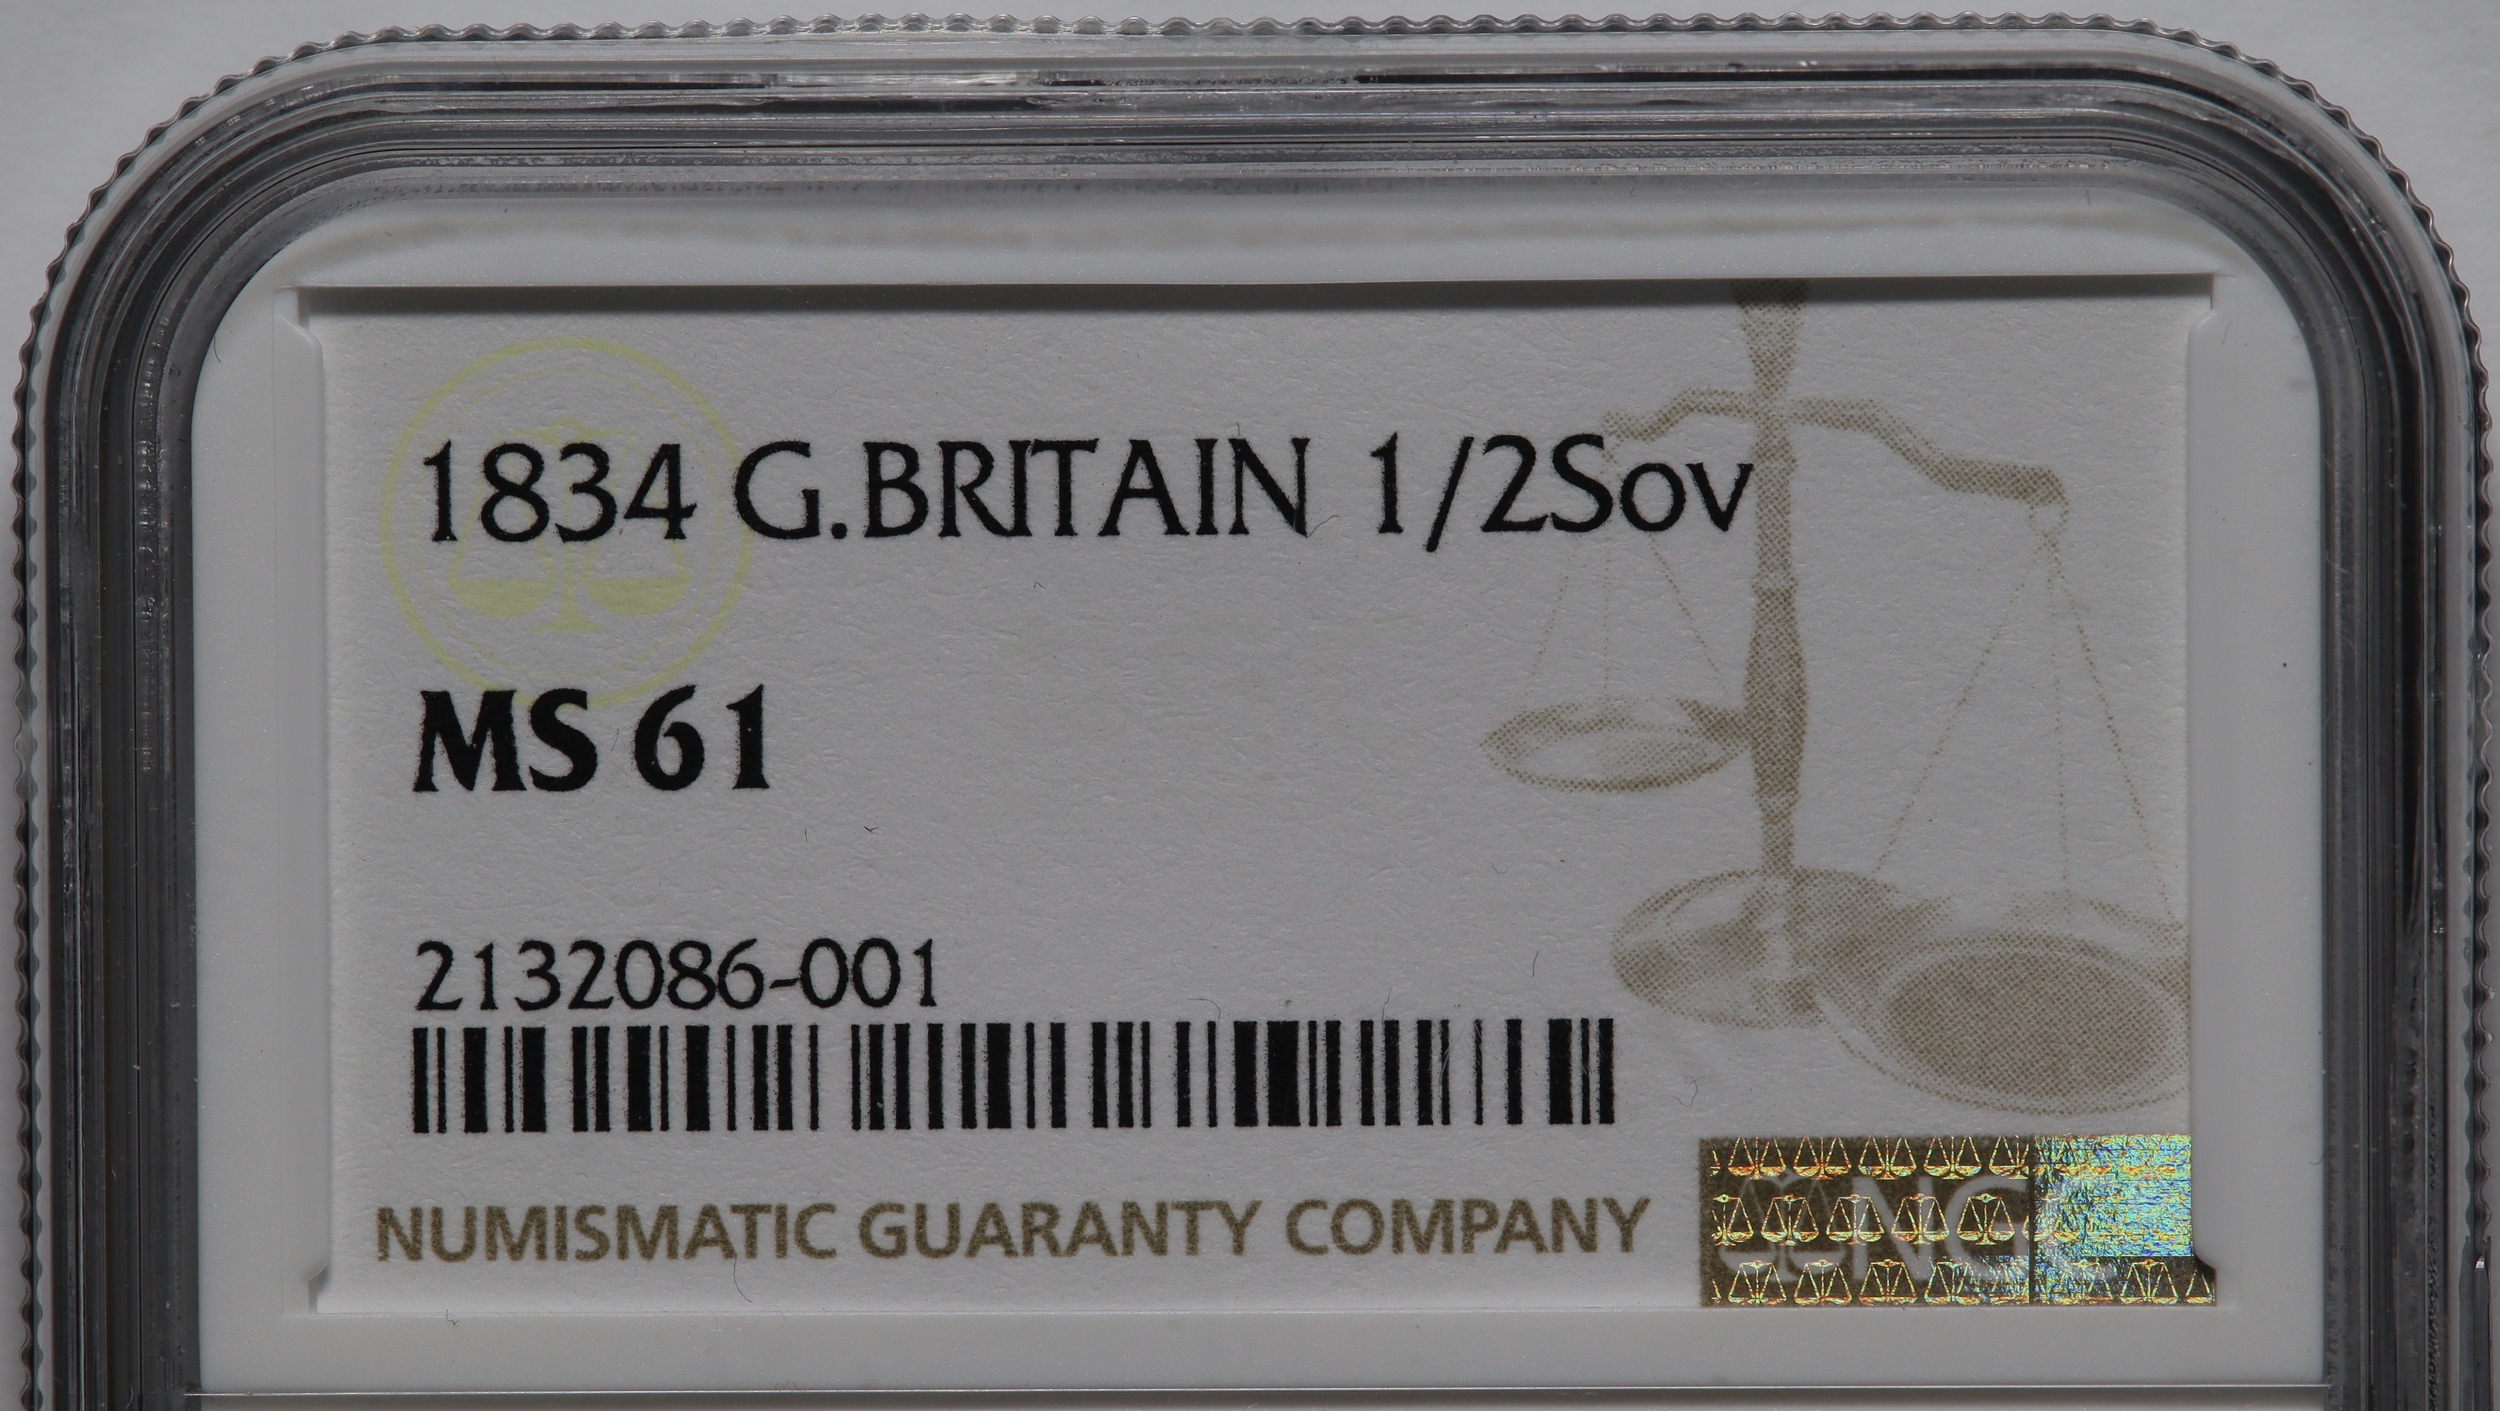 1834 G.BRITAIN 1/2Sov
MS 61
2132086-001
NUMISMATIC GUARANTY COMPANY